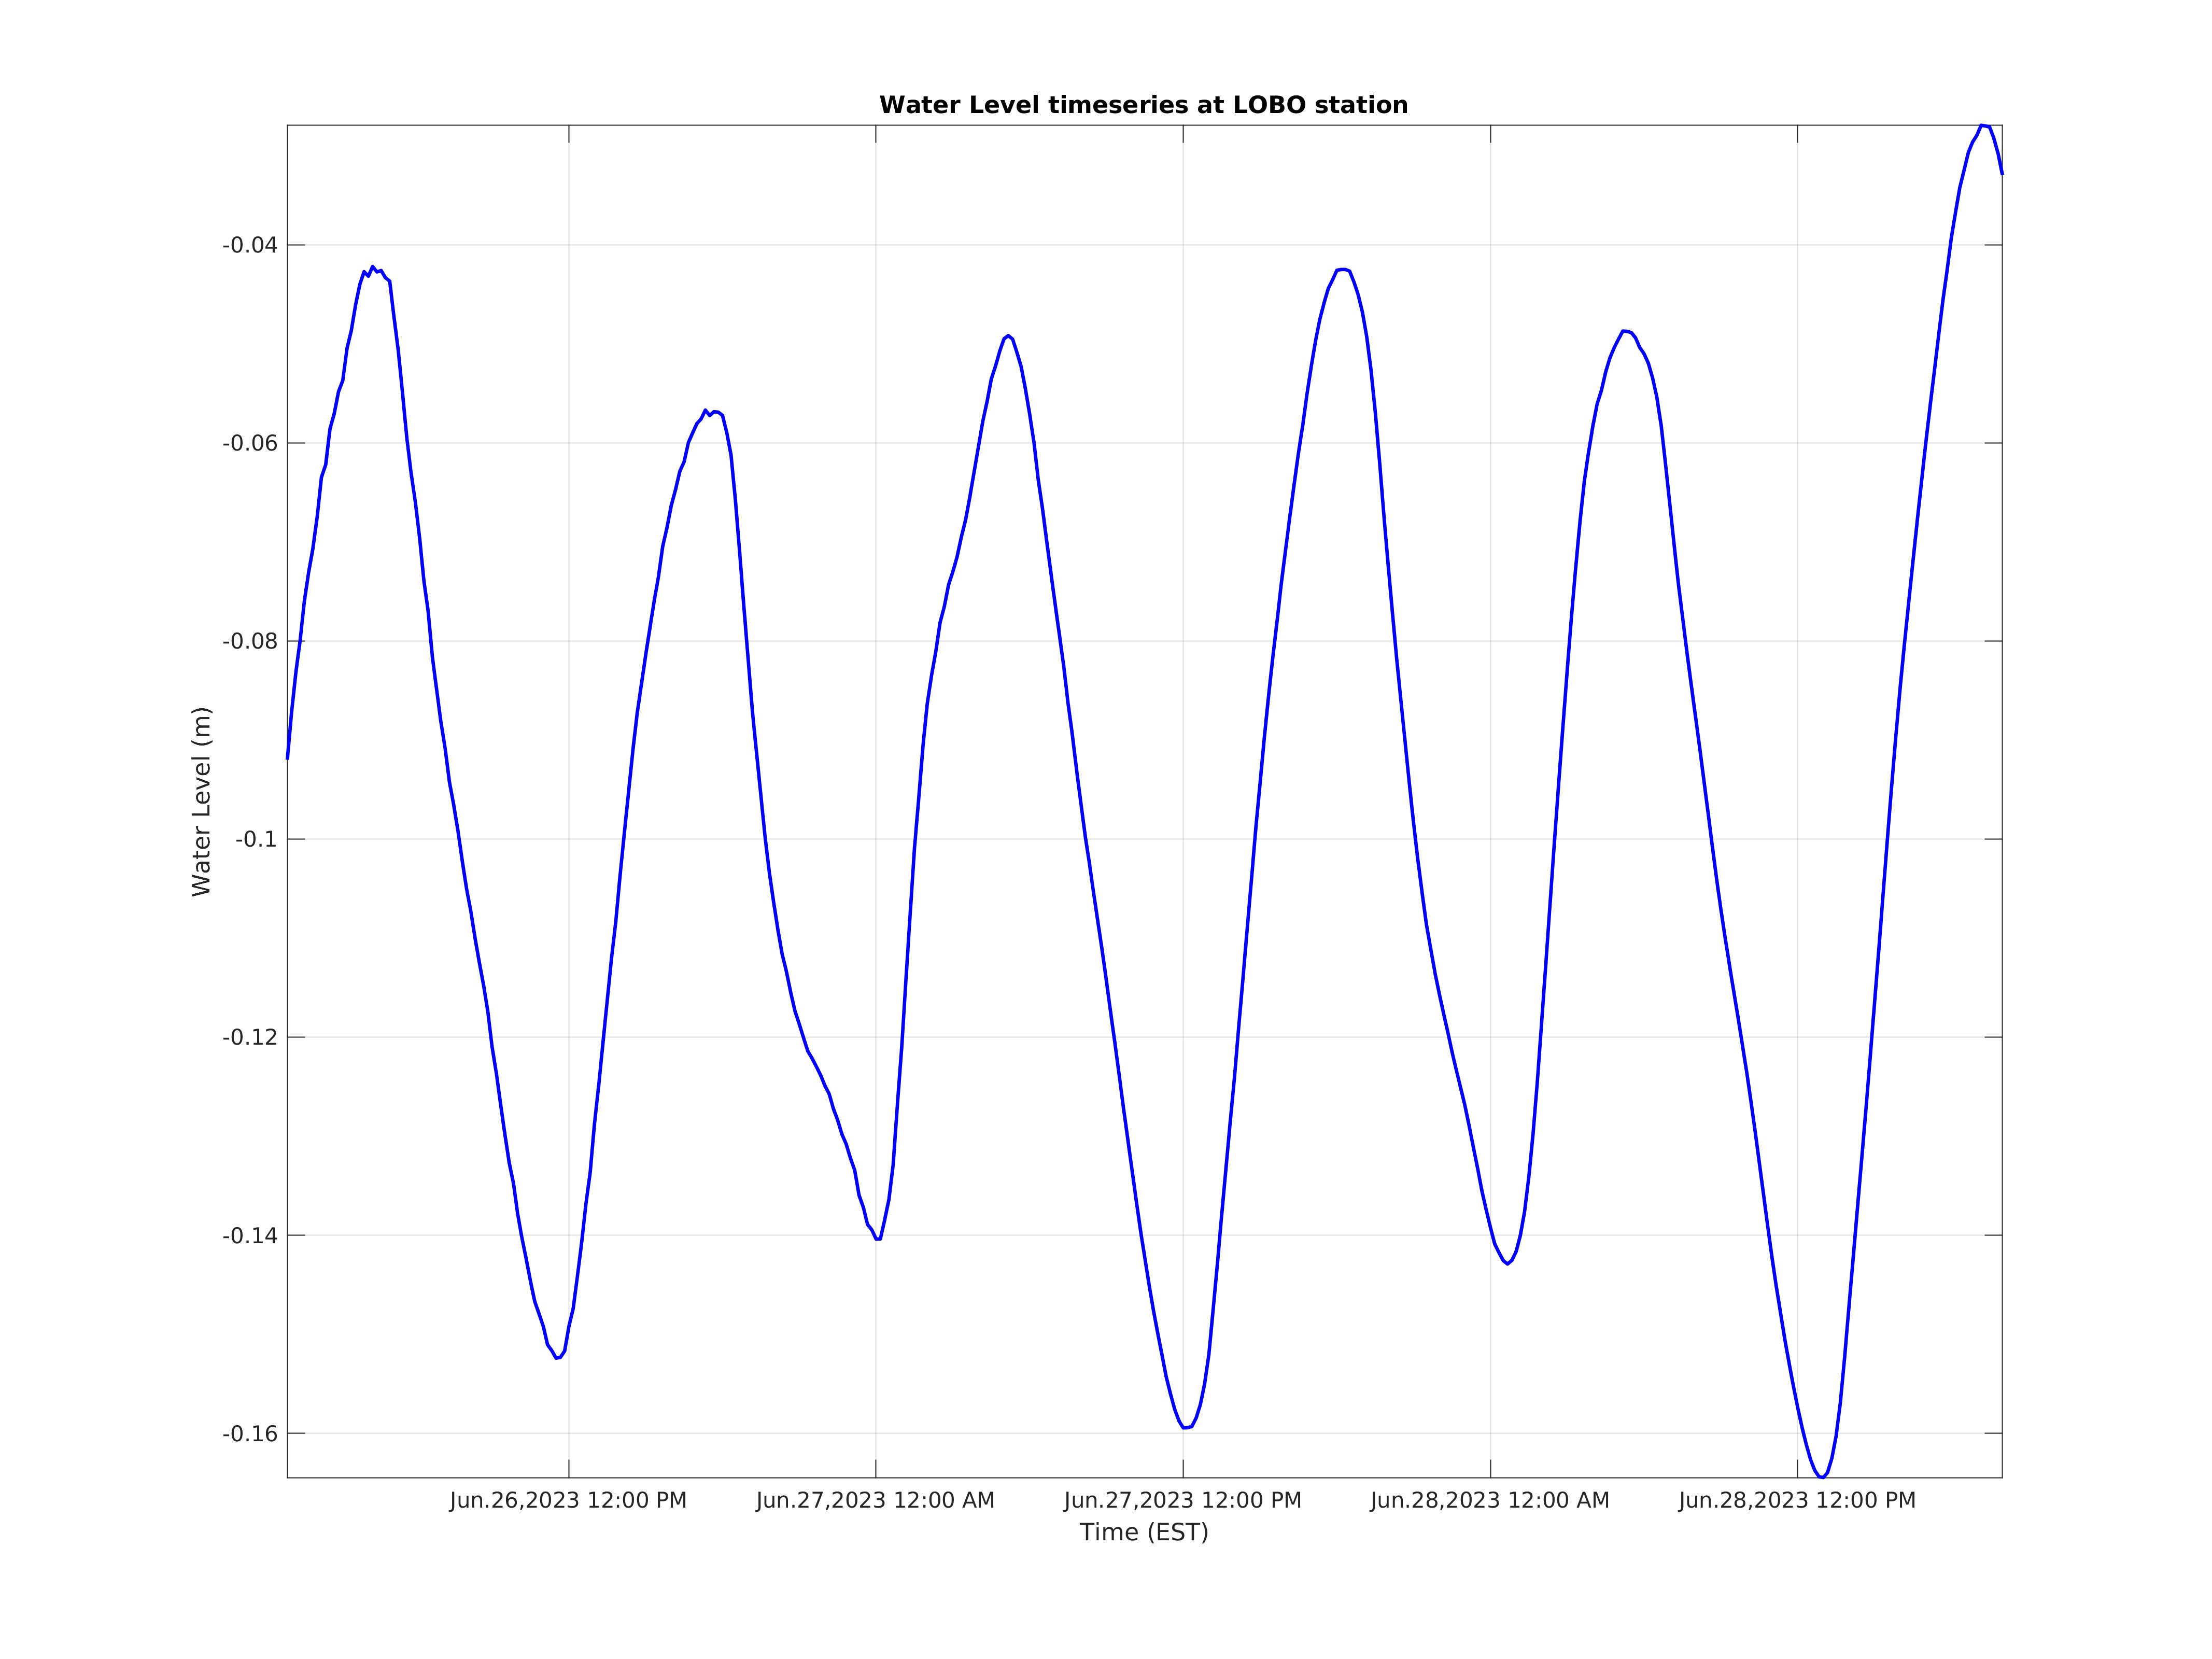 Water Level timeseries at LOBO station
-0.04
-0.06
-0.08
-0.1
-0.12
-0.14
-0.16
Water Level (m)
Jun.26,2023 12:00 PM
Jun.27,2023 12:00 AM
Jun.27,2023 12:00 PM
Jun.28,2023 12:00 AM
Jun.28,2023 12:00 PM
Time (EST)